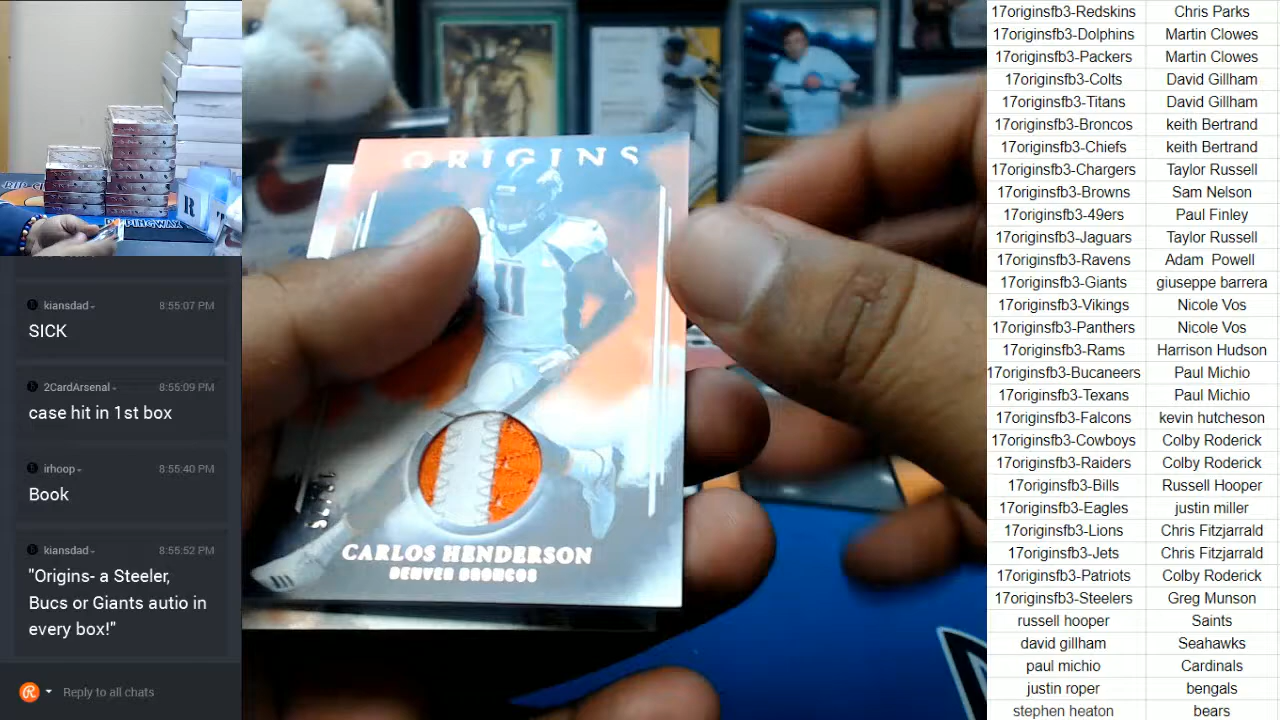 kiansdad
8:55:07 PM
SICK
2CardArsenal
8:55:09 PM
case hit in 1st box
irhoop
8:55:40 PM
Book
kiansdad
8:55:52 PM
"Origins- a Steeler,
Bucs or Giants autio in
every box!"
Reply to all chats
ORIGINS
11
CARLOS HENDERSON
DENVER BRONCOS
17originsfb3-Redskins Chris Parks
17originsfb3-Dolphins Martin Clowes
17originsfb3-Packers Martin Clowes
17originsfb3-Colts David Gillham
17originsfb3-Titans David Gillham
17originsfb3-Broncos keith Bertrand
17originsfb3-Chiefs keith Bertrand
17originsfb3-Chargers Taylor Russell
17originsfb3-Browns Sam Nelson
17originsfb3-49ers Paul Finley
17originsfb3-Jaguars Taylor Russell
17originsfb3-Ravens Adam Powell
17originsfb3-Giants giuseppe barrera
17originsfb3-Vikings Nicole Vos
17originsfb3-Panthers Nicole Vos
17originsfb3-Rams Harrison Hudson
17originsfb3-Bucaneers Paul Michio
17originsfb3-Texans Paul Michio
17originsfb3-Falcons kevin hutcheson
17originsfb3-Cowboys Colby Roderick
17originsfb3-Raiders Colby Roderick
17originsfb3-Bills Russell Hooper
17originsfb3-Eagles justin miller
17originsfb3-Lions Chris Fitzjarrald
17originsfb3-Jets Chris Fitzjarrald
17originsfb3-Patriots Colby Roderick
17originsfb3-Steelers Greg Munson
russell hooper Saints
david gillham Seahawks
paul michio Cardinals
justin roper bengals
stephen heaton bears